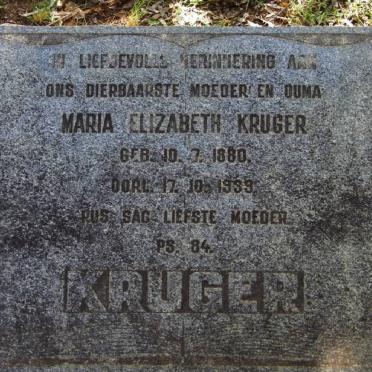 IN LIEFDEVOLLE HERINNERING AAN
ONS DIERBAARSTE MOEDER EN OUMA
MARIA ELIZABETH KRUGER
GEB. 10. 7. 1880.
OORL. 17. 10. 1939
RUS SAG LIEFSTE MOEDER
PS. 84.
KRUGER